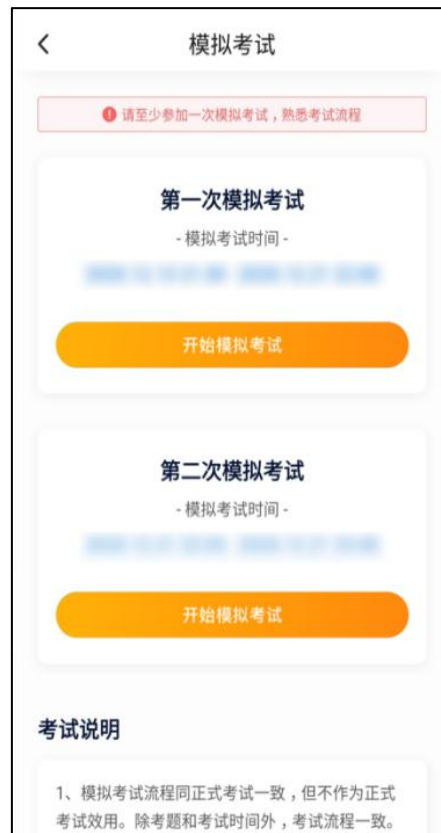 模拟考试
请至少参加一次模拟考试，熟悉考试流程
第一次模拟考试
- 模拟考试时间 -
开始模拟考试
第二次模拟考试
- 模拟考试时间 -
开始模拟考试
考试说明
1、模拟考试流程同正式考试一致，但不作为正式
考试效用。除考题和考试时间外，考试流程一致。